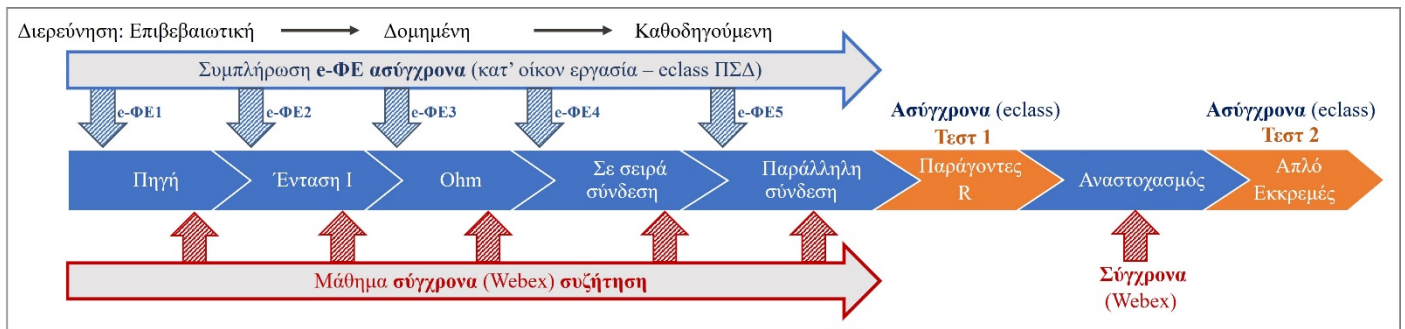 Διερεύνηση: Επιβεβαιωτική Δομημένη Καθοδηγούμενη
Συμπλήρωση e-ΦΕ ασύγχρονα (κατ’ οίκον εργασία – eclass ΠΣΔ)
e-ΦΕ1 e-ΦΕ2 e-ΦΕ3 e-ΦΕ4 e-ΦΕ5
Ασύγχρονα (eclass)
Τεστ 1
Ασύγχρονα (eclass)
Τεστ 2
Πηγή
Ένταση I
Ohm
Σε σειρά
σύνδεση
Παράλληλη
σύνδεση
Παράγοντες
R
Αναστοχασμός
Απλό
Εκκρεμές
Μάθημα σύγχρονα (Webex) συζήτηση
Σύγχρονα
(Webex)